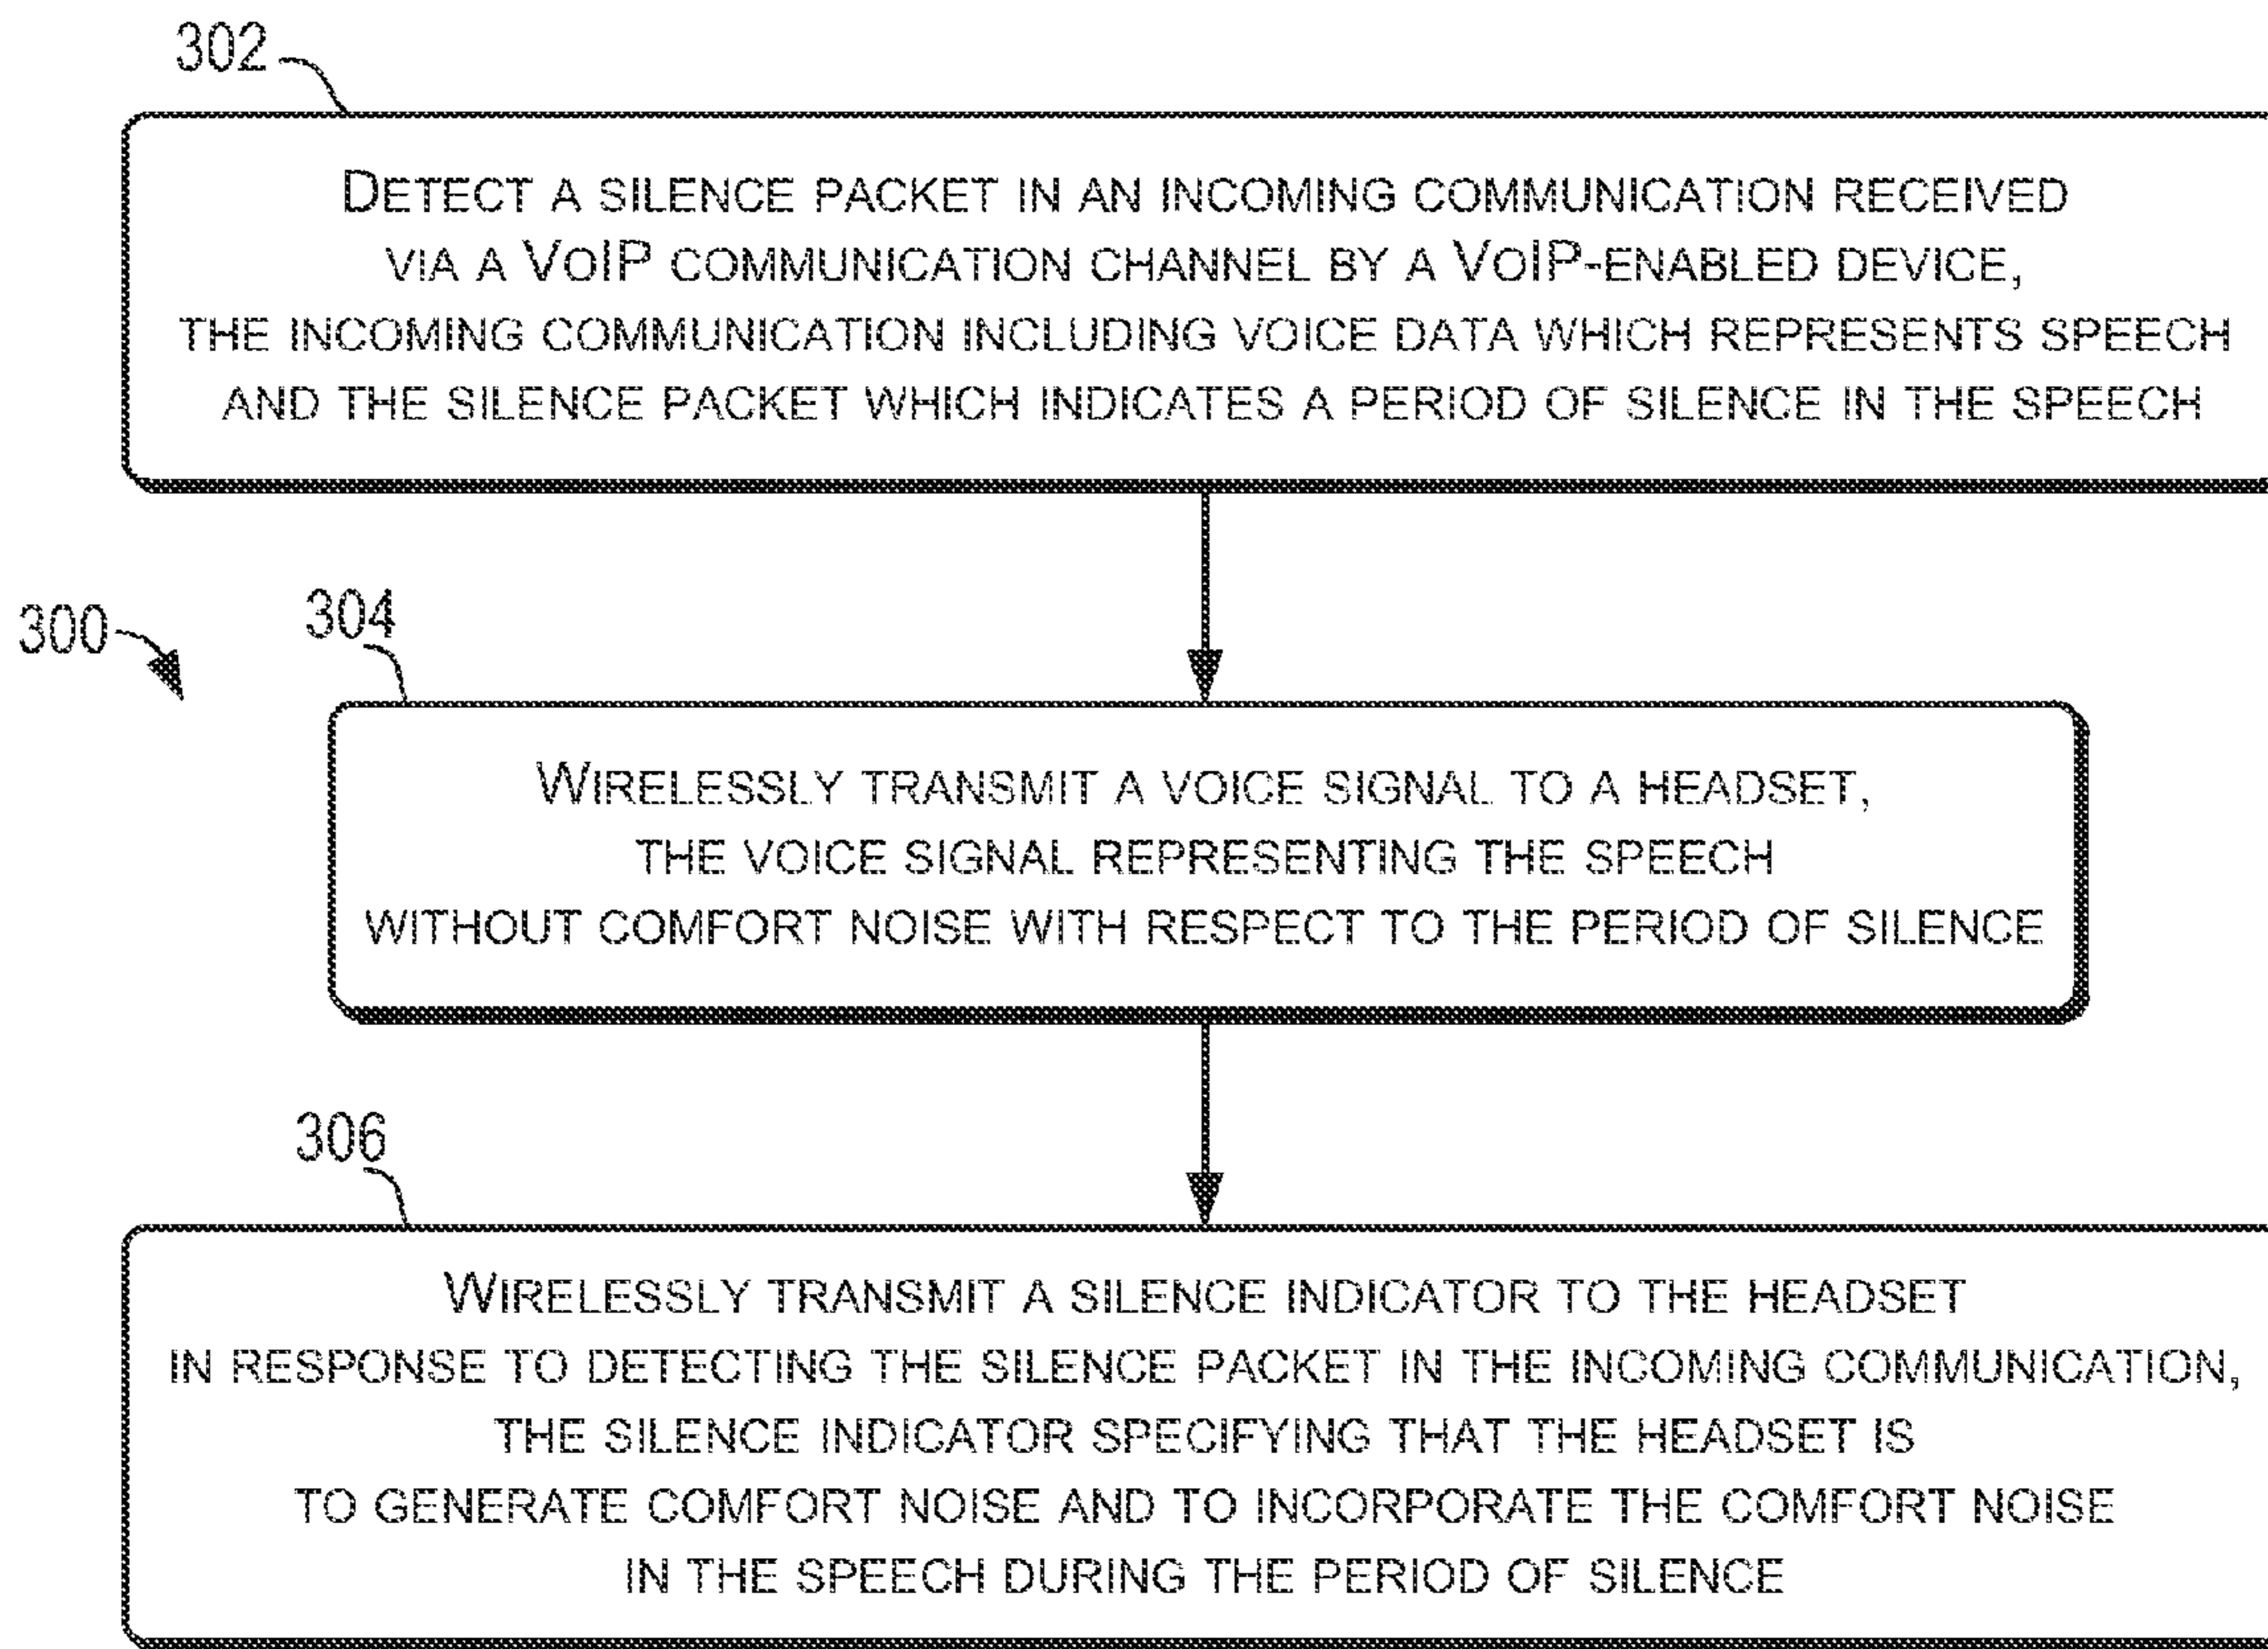 302
DETECT A SILENCE PACKET IN AN INCOMING COMMUNICATION RECEIVED
VIA A VOIP COMMUNICATION CHANNEL BY A VOIP-ENABLED DEVICE,
THE INCOMING COMMUNICATION INCLUDING VOICE DATA WHICH REPRESENTS SPEECH
AND THE SILENCE PACKET WHICH INDICATES A PERIOD OF SILENCE IN THE SPEECH
300
304
WIRELESSLY TRANSMIT A VOICE SIGNAL TO A HEADSET,
THE VOICE SIGNAL REPRESENTING THE SPEECH
WITHOUT COMFORT NOISE WITH RESPECT TO THE PERIOD OF SILENCE
306
WIRELESSLY TRANSMIT A SILENCE INDICATOR TO THE HEADSET
IN RESPONSE TO DETECTING THE SILENCE PACKET IN THE INCOMING COMMUNICATION,
THE SILENCE INDICATOR SPECIFYING THAT THE HEADSET IS
TO GENERATE COMFORT NOISE AND TO INCORPORATE THE COMFORT NOISE
IN THE SPEECH DURING THE PERIOD OF SILENCE